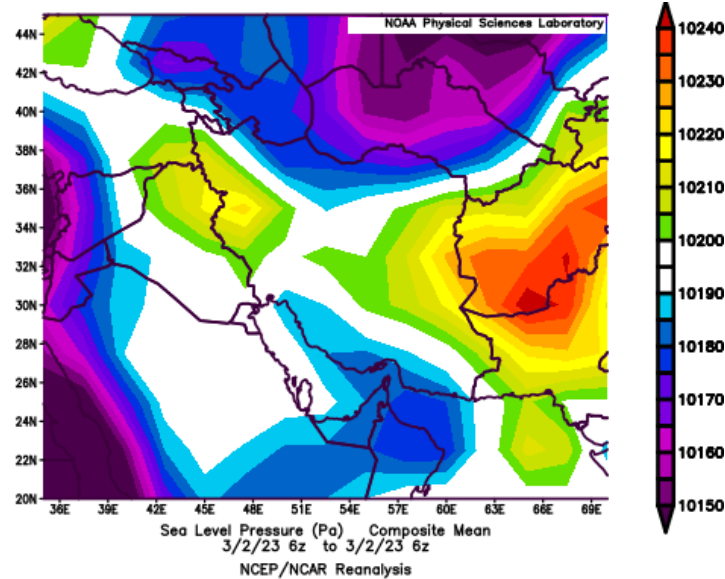 NOAA Physical Sciences Laboratory
44N
42N
40N
38N
36N
34N
32N
30N
28N
26N
24N
22N
20N
36E 39E 42E 45E 48E 51E 54E 57E 60E 63E 66E 69E
10240
10230
10220
10210
10200
10190
10180
10170
10160
10150
Sea Level Pressure (Pa) Composite Mean
3/2/23 6z to 3/2/23 6z
NCEP/NCAR Reanalysis